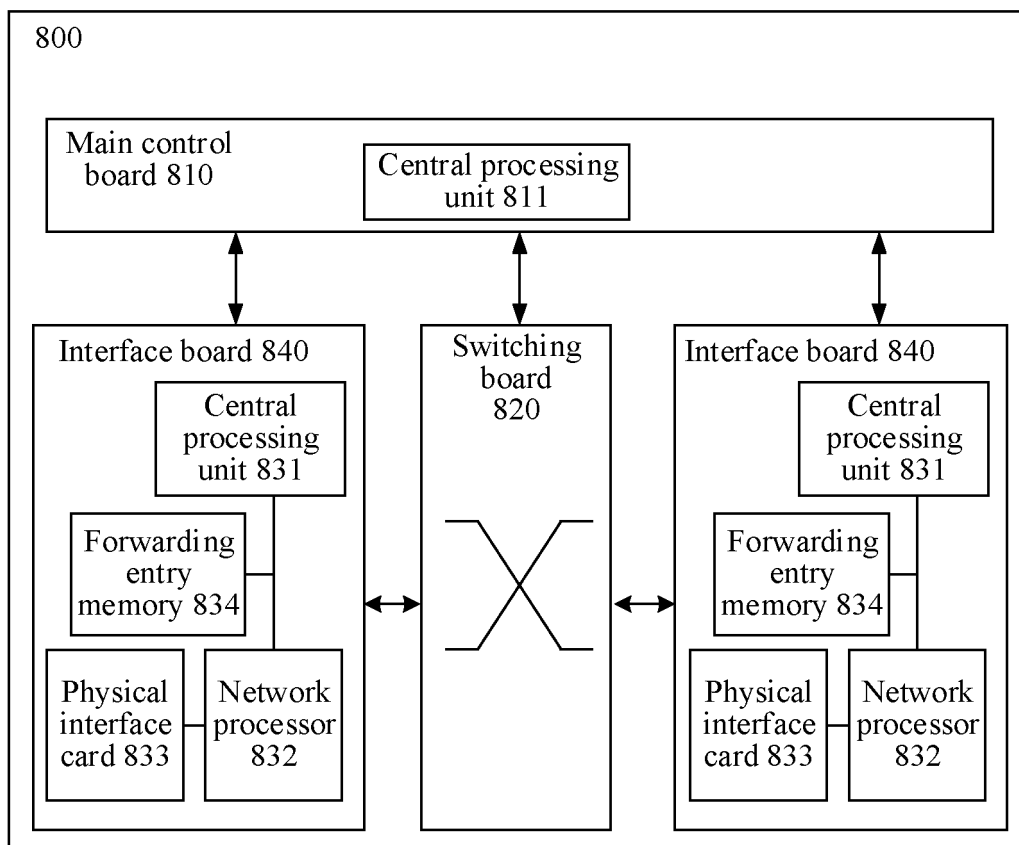 800
Main control
board 810
Central processing
unit 811
Interface board 840
Central
processing
unit 831
Forwarding
entry
memory 834
Physical
interface
card 833
Network
processor
832
Switching
board
820
Interface board 840
Central
processing
unit 831
Forwarding
entry
memory 834
Physical
interface
card 833
Network
processor
832